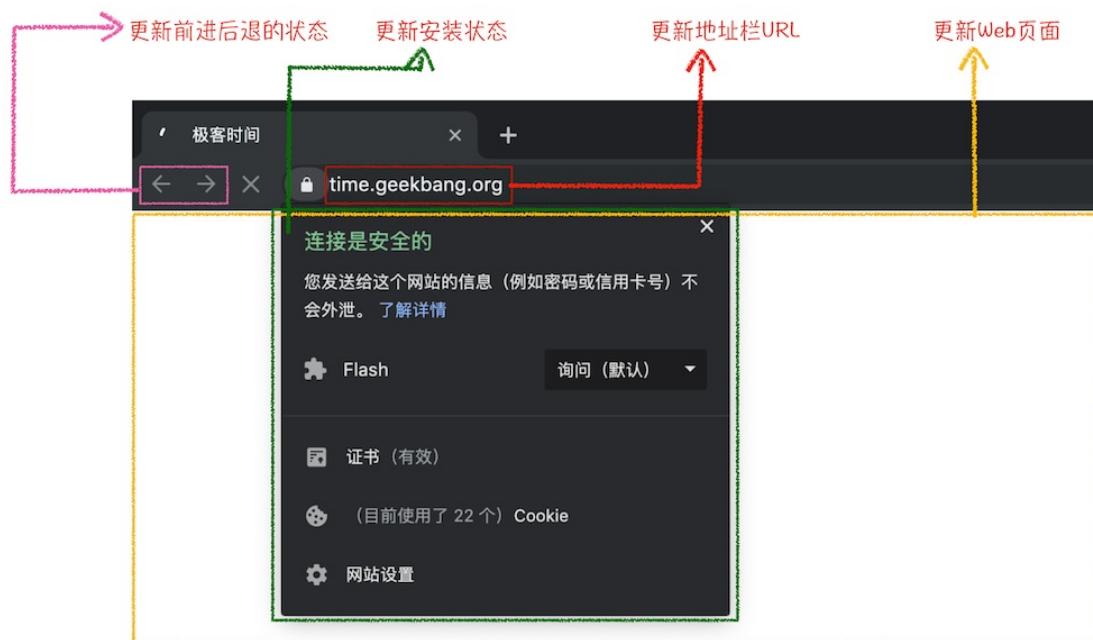 更新前进后退的状态
更新安装状态
更新地址栏URL
更新Web页面
极客时间
time.geekbang.org
连接是安全的
您发送给这个网站的信息（例如密码或信用卡号）不
会外泄。 了解详情
Flash
询问（默认）
证书（有效）
（目前使用了 22 个）Cookie
网站设置